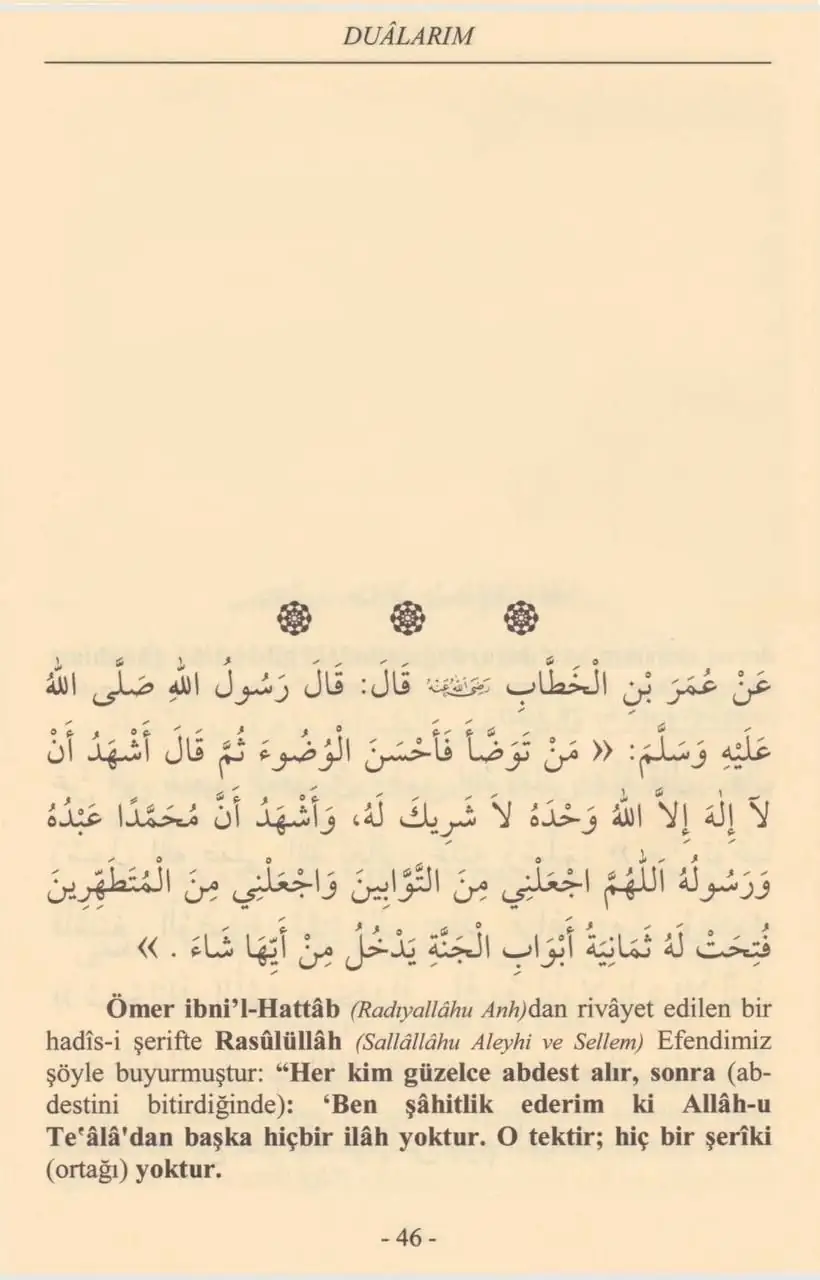 DUÂLARIM
عَنْ عُمَرَ بْنِ الْخَطَّابِ رَضِيَ اللهُ عَنْهُ قَالَ: قَالَ رَسُولُ اللهِ صَلَّى اللهُ
عَلَيْهِ وَسَلَّمَ: « مَنْ تَوَضَّأَ فَأَحْسَنَ الْوُضُوءَ ثُمَّ قَالَ أَشْهَدُ أَنْ
لآ إِلٰهَ إِلاَّ اللهُ وَحْدَهُ لاَ شَرِيكَ لَهُ، وَأَشْهَدُ أَنَّ مُحَمَّدًا عَبْدُهُ
وَرَسُولُهُ اَللّٰهُمَّ اجْعَلْنِي مِنَ التَّوَّابِينَ وَاجْعَلْنِي مِنَ الْمُتَطَهِّرِينَ
فُتِحَتْ لَهُ ثَمَانِيَةُ أَبْوَابِ الْجَنَّةِ يَدْخُلُ مِنْ أَيِّهَا شَاءَ . »
Ömer ibni’l-Hattâb (Radıyallâhu Anh)dan rivâyet edilen bir
hadîs-i şerifte Rasûlüllâh (Sallâllâhu Aleyhi ve Sellem) Efendimiz
şöyle buyurmuştur: “Her kim güzelce abdest alır, sonra (ab-
destini bitirdiğinde): ‘Ben şâhitlik ederim ki Allâh-u
Te‘âlâ'dan başka hiçbir ilâh yoktur. O tektir; hiç bir şerîki
(ortağı) yoktur.
- 46 -